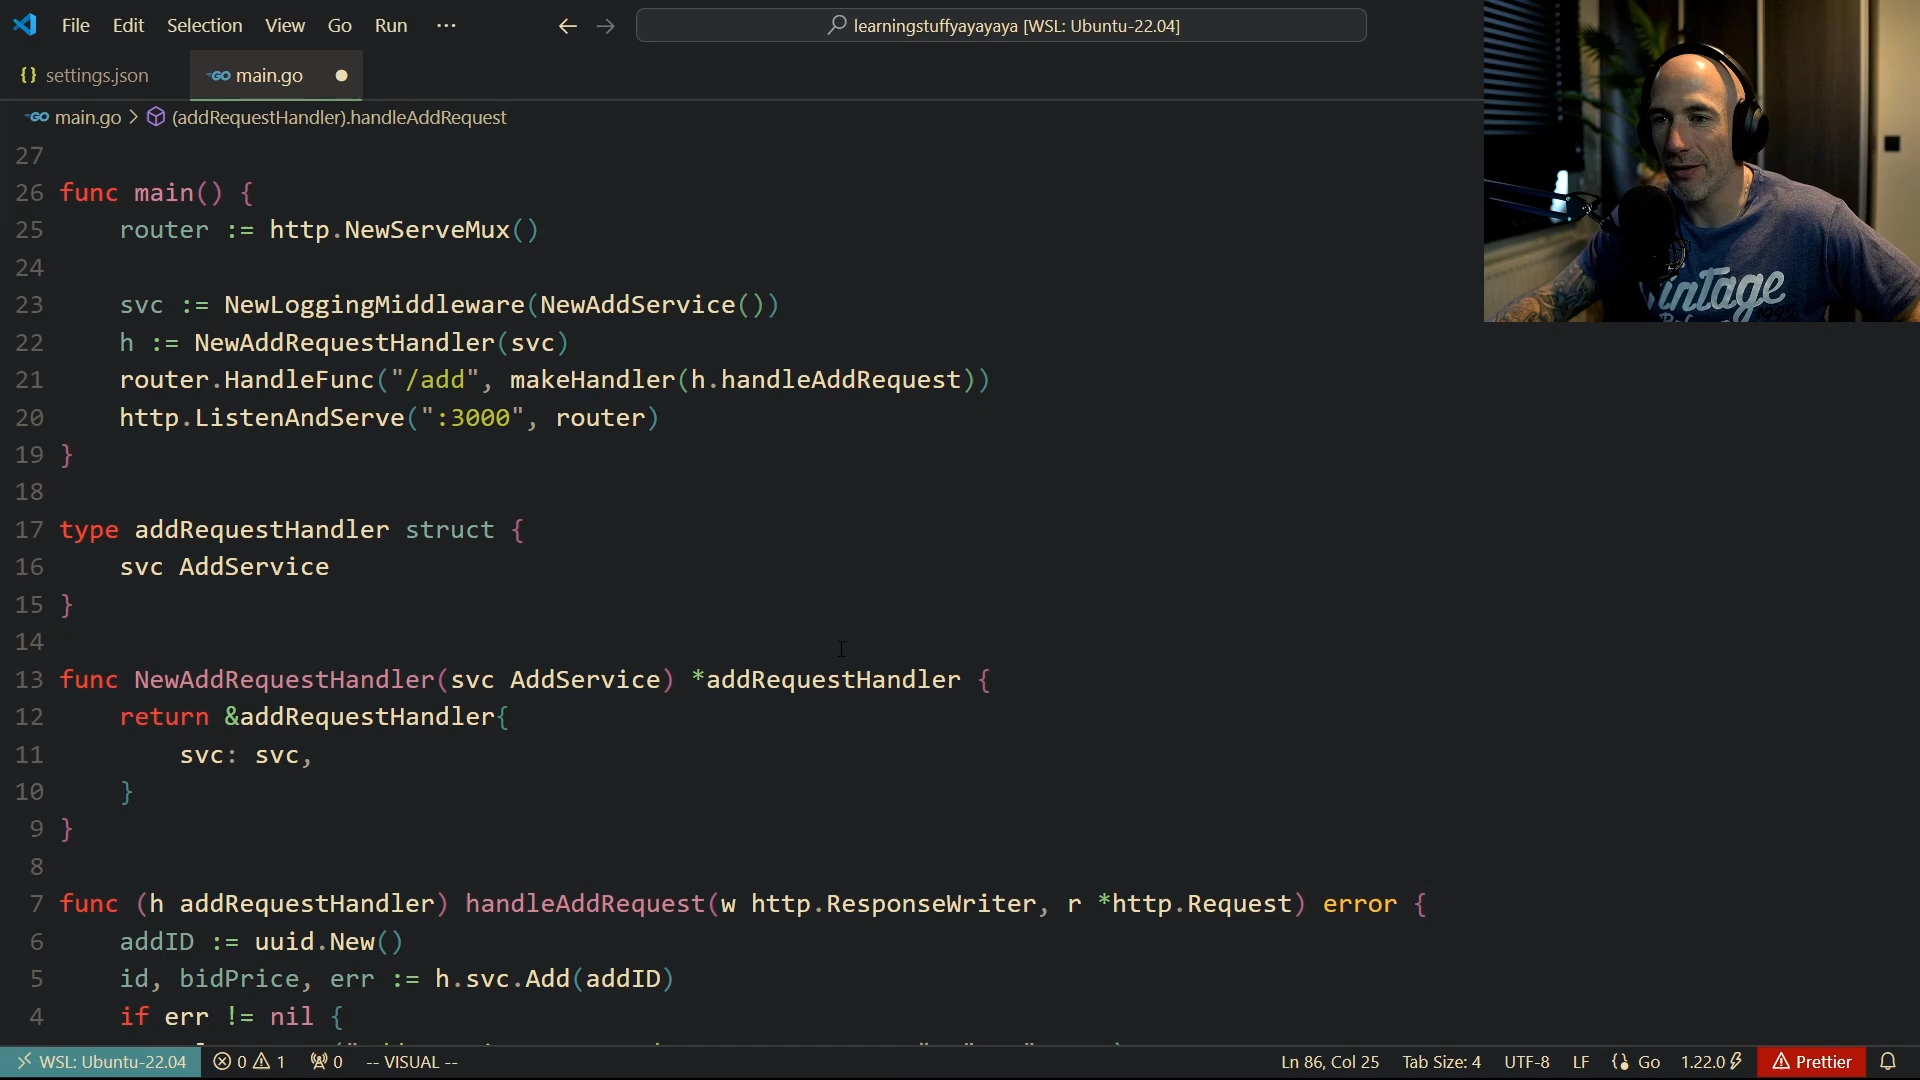 File Edit Selection View Go Run ···
learningstuffyayayaya [WSL: Ubuntu-22.04]
{} settings.json
GO main.go
GO main.go > (addRequestHandler).handleAddRequest
27
26 func main() {
25 router := http.NewServeMux()
24
23 svc := NewLoggingMiddleware(NewAddService())
22 h := NewAddRequestHandler(svc)
21 router.HandleFunc("/add", makeHandler(h.handleAddRequest))
20 http.ListenAndServe(":3000", router)
19 }
18
17 type addRequestHandler struct {
16 svc AddService
15 }
14
13 func NewAddRequestHandler(svc AddService) *addRequestHandler {
12 return &addRequestHandler{
11 svc: svc,
10 }
9 }
8
7 func (h addRequestHandler) handleAddRequest(w http.ResponseWriter, r *http.Request) error {
6 addID := uuid.New()
5 id, bidPrice, err := h.svc.Add(addID)
4 if err != nil {
WSL: Ubuntu-22.04 0 1 0 -- VISUAL -- Ln 86, Col 25 Tab Size: 4 UTF-8 LF {} Go 1.22.0 Prettier
intage
1992